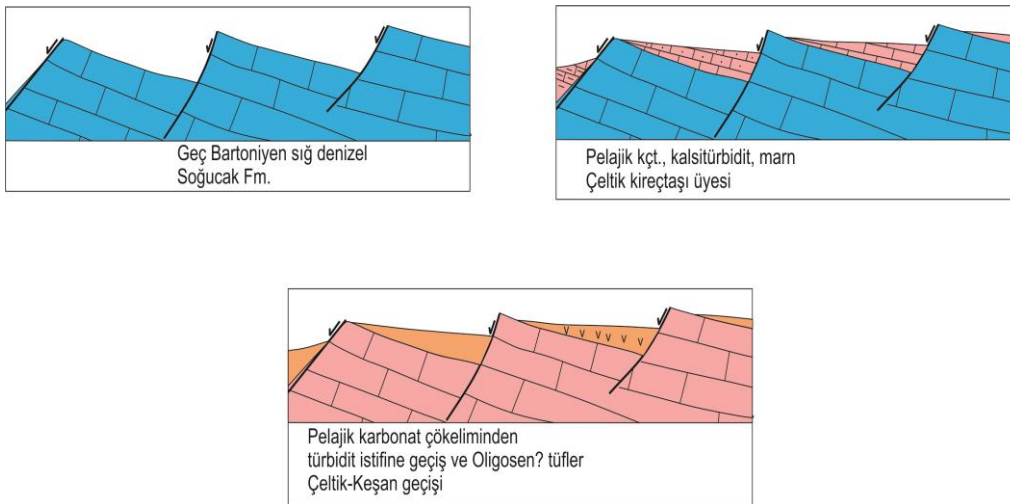 Geç Bartoniyen sığ denizel
Soğucak Fm.
Pelajik kçt., kalsitürbidit, marn
Çeltik kireçtaşı üyesi
Pelajik karbonat çökeliminden
türbidit istifine geçiş ve Oligosen? tüfler
Çeltik-Keşan geçişi